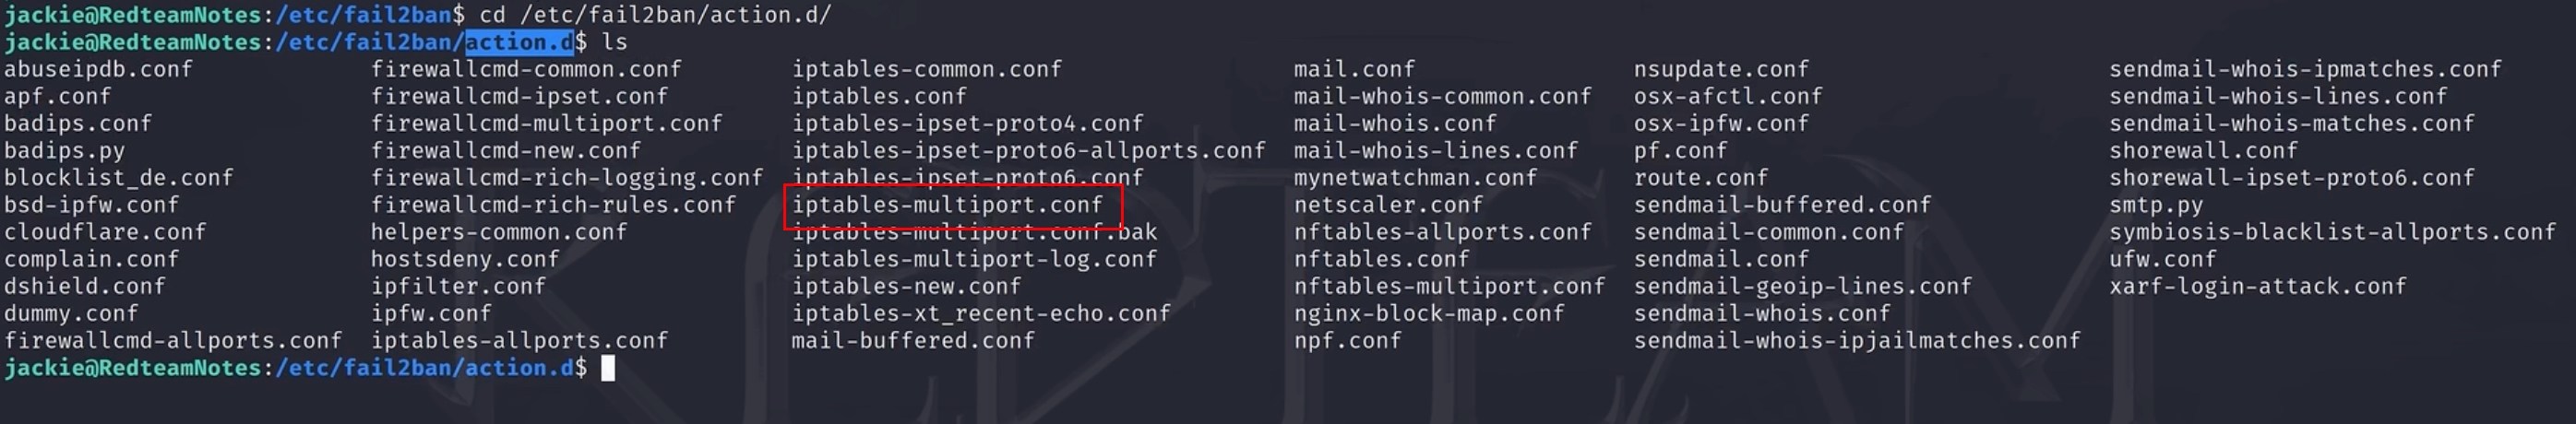 jackie@RedteamNotes:/etc/fail2ban$ cd /etc/fail2ban/action.d/
jackie@RedteamNotes:/etc/fail2ban/action.d$ ls
abuseipdb.conf firewallcmd-common.conf iptables-common.conf mail.conf nsupdate.conf sendmail-whois-ipmatches.conf
apf.conf firewallcmd-ipset.conf iptables.conf mail-whois-common.conf osx-afctl.conf sendmail-whois-lines.conf
badips.conf firewallcmd-multiport.conf iptables-ipset-proto4.conf mail-whois.conf osx-ipfw.conf sendmail-whois-matches.conf
badips.py firewallcmd-new.conf iptables-ipset-proto6-allports.conf mail-whois-lines.conf pf.conf shorewall.conf
blocklist_de.conf firewallcmd-rich-logging.conf iptables-ipset-proto6.conf mynetwatchman.conf route.conf shorewall-ipset-proto6.conf
bsd-ipfw.conf firewallcmd-rich-rules.conf iptables-multiport.conf netscaler.conf sendmail-buffered.conf smtp.py
cloudflare.conf helpers-common.conf iptables-multiport.conf.bak nftables-allports.conf sendmail-common.conf symbiosis-blacklist-allports.conf
complain.conf hostsdeny.conf iptables-multiport-log.conf nftables.conf sendmail.conf ufw.conf
dshield.conf ipfilter.conf iptables-new.conf nftables-multiport.conf sendmail-geoip-lines.conf xarf-login-attack.conf
dummy.conf ipfw.conf iptables-xt_recent-echo.conf nginx-block-map.conf sendmail-whois.conf
firewallcmd-allports.conf iptables-allports.conf mail-buffered.conf npf.conf sendmail-whois-ipjailmatches.conf
jackie@RedteamNotes:/etc/fail2ban/action.d$